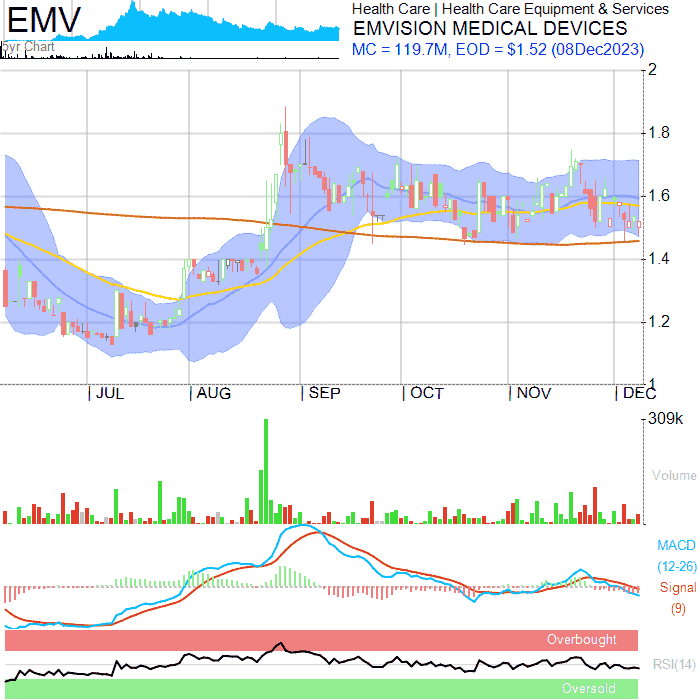 EMV
Health Care | Health Care Equipment & Services
EMVISION MEDICAL DEVICES
MC = 119.7M, EOD = $1.52 (08Dec2023)
yr Chart
2
1.8
1.6
1.4
1.2
1
JUL AUG SEP OCT NOV DEC
309k
Volume
MACD
(12-26)
Signal
(9)
Overbought
RSI(14)
Oversold